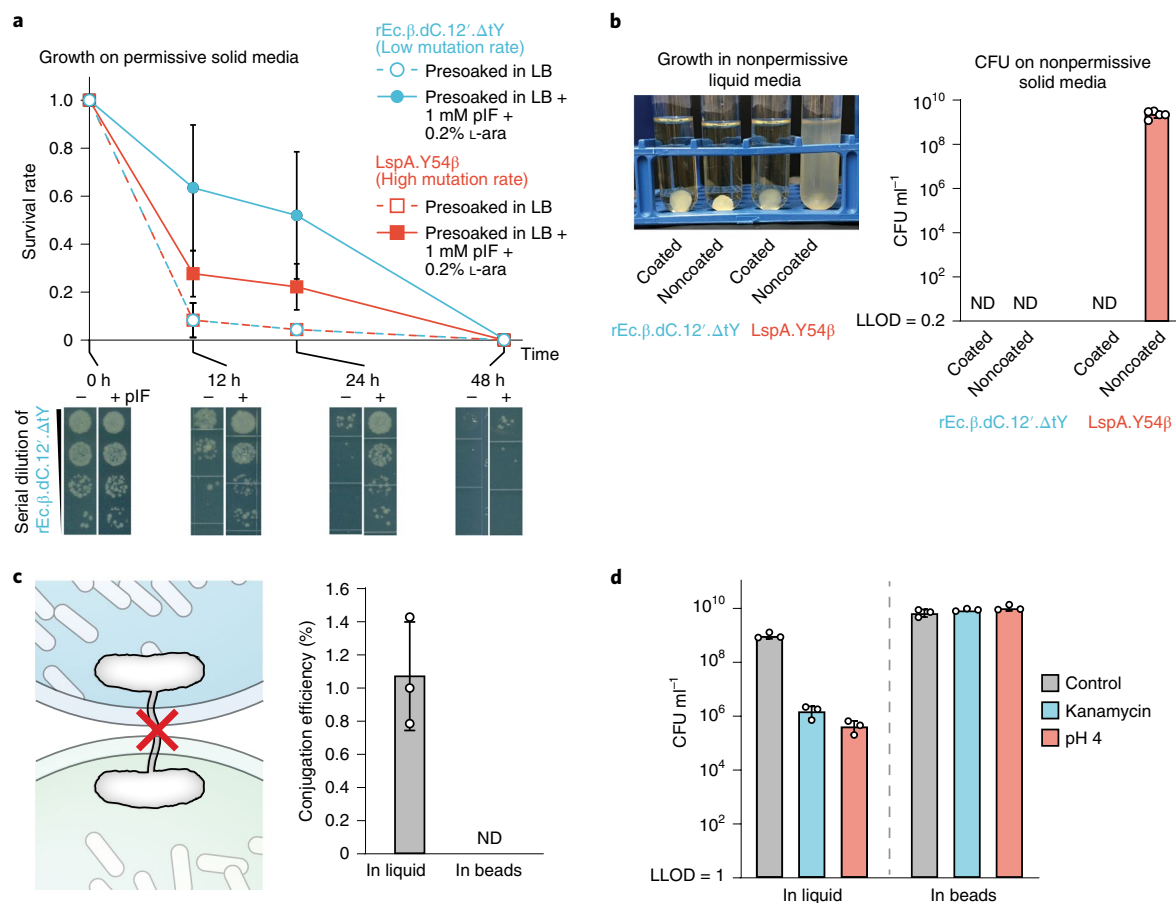 a
Growth on permissive solid media
rEc.β.dC.12′.ΔtY
(Low mutation rate)
Presoaked in LB
Presoaked in LB +
1 mM pIF +
0.2% L-ara
LspA.Y54β
(High mutation rate)
Presoaked in LB
Presoaked in LB +
1 mM pIF +
0.2% L-ara
Survival rate
1.0
0.8
0.6
0.4
0.2
0
Time
0 h
12 h
24 h
48 h
– + pIF
– +
– +
– +
Serial dilution of
rEc.β.dC.12′.ΔtY
b
Growth in nonpermissive
liquid media
Coated
Noncoated
Coated
Noncoated
rEc.β.dC.12′.ΔtY LspA.Y54β
CFU on nonpermissive
solid media
CFU ml⁻¹
10¹⁰
10⁸
10⁶
10⁴
10²
LLOD = 0.2
ND
ND
ND
Coated
Noncoated
Coated
Noncoated
rEc.β.dC.12′.ΔtY LspA.Y54β
c
Conjugation efficiency (%)
1.6
1.4
1.2
1.0
0.8
0.6
0.4
0.2
0
ND
In liquid
In beads
d
CFU ml⁻¹
10¹⁰
10⁸
10⁶
10⁴
10²
LLOD = 1
In liquid
In beads
Control
Kanamycin
pH 4